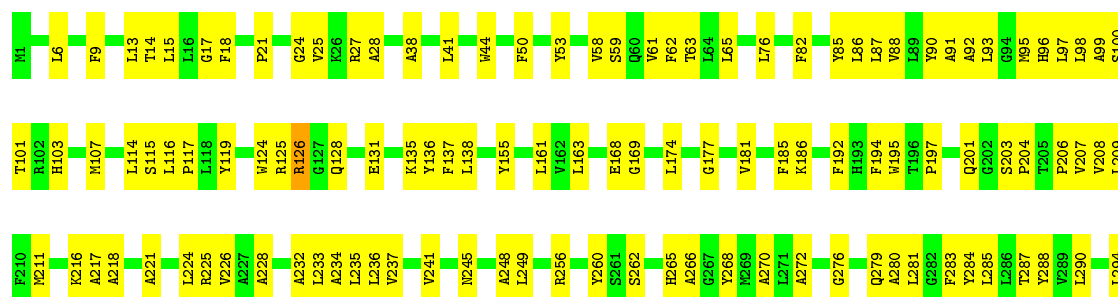 M1 L6 F9 L13 T14 L15 L16 G17 F18 P21 G24 V25 K26 R27 A28 A38 L41 W44 F50 Y53 V58 S59 Q60 V61 F62 T63 L64 L65 L76 F82 Y85 L86 L87 V88 L89 Y90 A91 A92 L93 G94 M95 H96 L97 L98 A99 S100
T101 R102 H103 M107 L114 S115 L116 P117 L118 Y119 W124 R125 R126 G127 Q128 E131 K135 Y136 F137 L138 Y155 L161 V162 L163 E168 G169 L174 G177 V181 F185 K186 F192 H193 F194 W195 T196 P197 Q201 G202 S203 P204 T205 P206 V207 V208 L209
F210 M211 K216 A217 A218 A221 L224 R225 V226 A227 A228 A232 L233 A234 L235 L236 V237 V241 N245 A248 L249 R256 Y260 S261 S262 H265 A266 G267 Y268 M269 A270 L271 A272 G276 Q279 A280 L281 G282 F283 Y284 L285 L286 T287 Y288 V289 L290